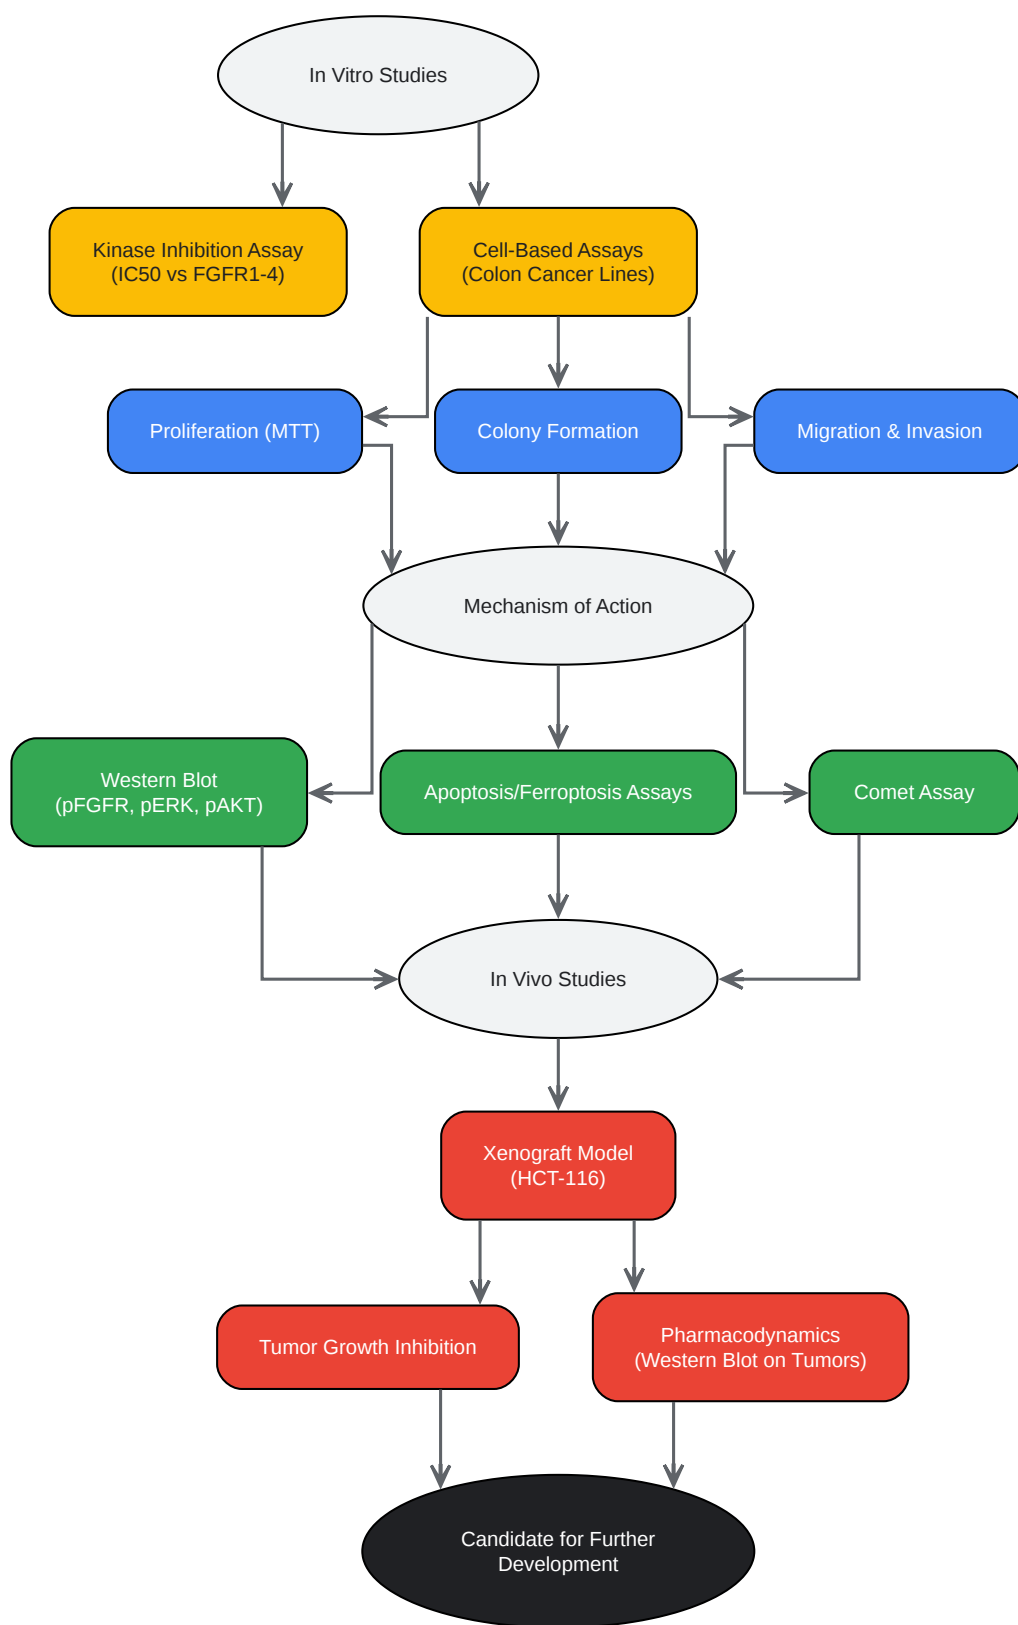 In Vitro Studies
Kinase Inhibition Assay
(IC50 vs FGFR1-4)
Cell-Based Assays
(Colon Cancer Lines)
Proliferation (MTT)
Colony Formation
Migration & Invasion
Mechanism of Action
Western Blot
(pFGFR, pERK, pAKT)
Apoptosis/Ferroptosis Assays
Comet Assay
In Vivo Studies
Xenograft Model
(HCT-116)
Tumor Growth Inhibition
Pharmacodynamics
(Western Blot on Tumors)
Candidate for Further
Development